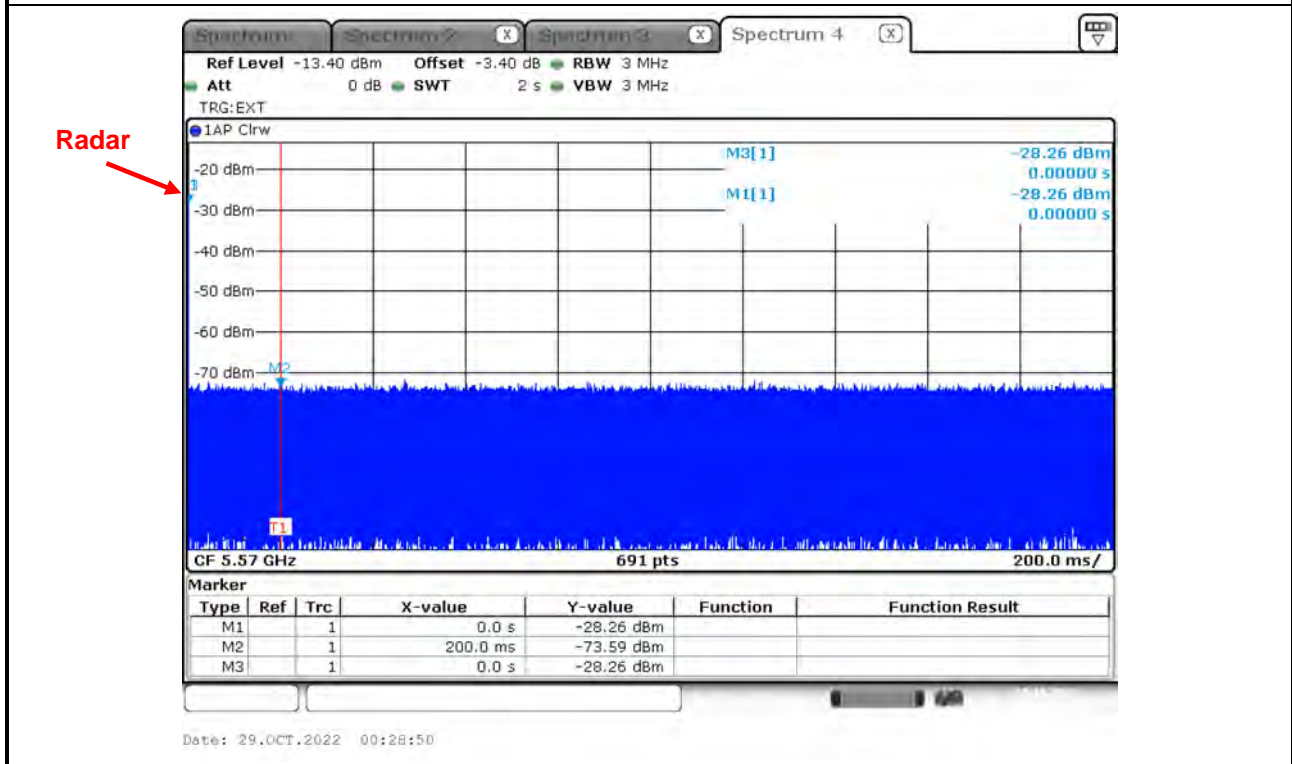 Spectrum Spectrum 2 X Spectrum 3 X Spectrum 4 X
Ref Level -13.40 dBm Offset -3.40 dB RBW 3 MHz
Att 0 dB SWT 2 s VBW 3 MHz
TRG:EXT
1AP Clrw
Radar
M3[1] -28.26 dBm
0.00000 s
M1[1] -28.26 dBm
0.00000 s
-20 dBm
-30 dBm
-40 dBm
-50 dBm
-60 dBm
-70 dBm
M2
T1
CF 5.57 GHz 691 pts 200.0 ms/
Marker
Type Ref Trc X-value Y-value Function Function Result
M1 1 0.0 s -28.26 dBm
M2 1 200.0 ms -73.59 dBm
M3 1 0.0 s -28.26 dBm
Date: 29.OCT.2022 00:28:50